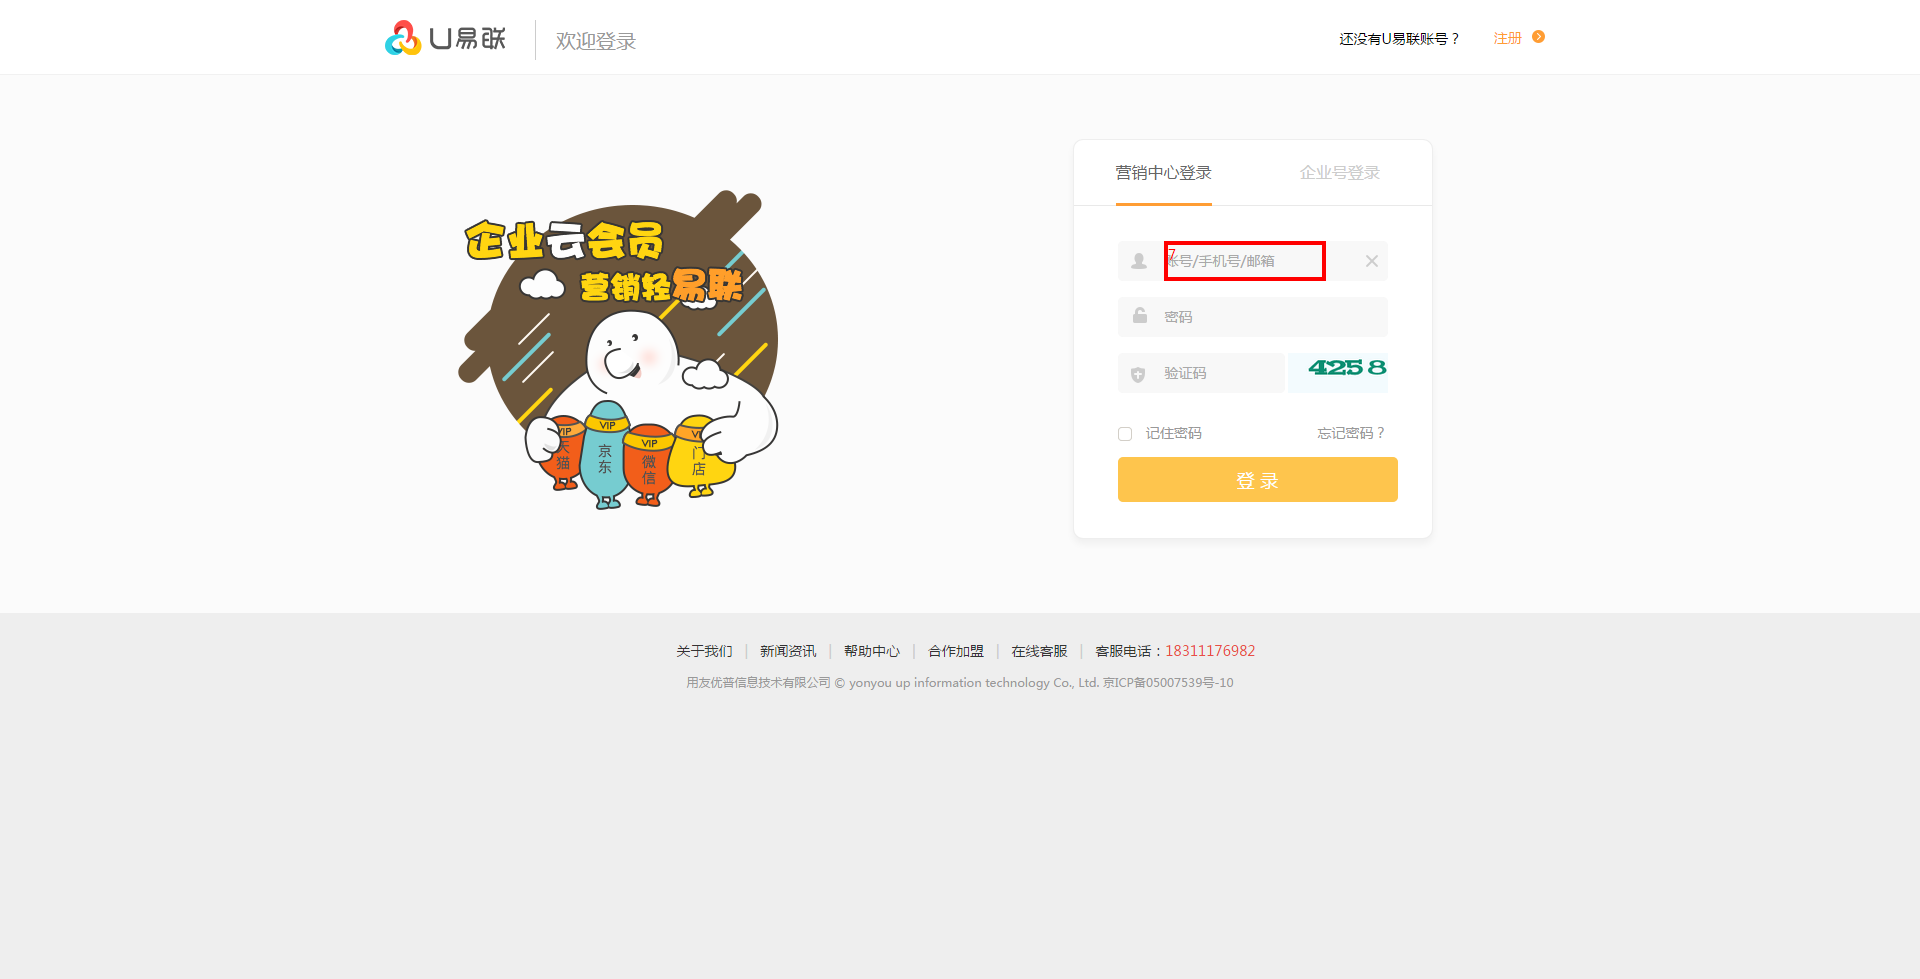 U易联
欢迎登录
还没有U易联账号？
注册
营销中心登录
企业号登录
企业云会员
营销轻易联
7
账号/手机号/邮箱
密码
验证码
4258
记住密码
忘记密码？
登 录
VIP
天猫
VIP
京东
VIP
微信
VI
门店
关于我们 | 新闻资讯 | 帮助中心 | 合作加盟 | 在线客服 | 客服电话：18311176982
用友优普信息技术有限公司 © yonyou up information technology Co., Ltd. 京ICP备05007539号-10